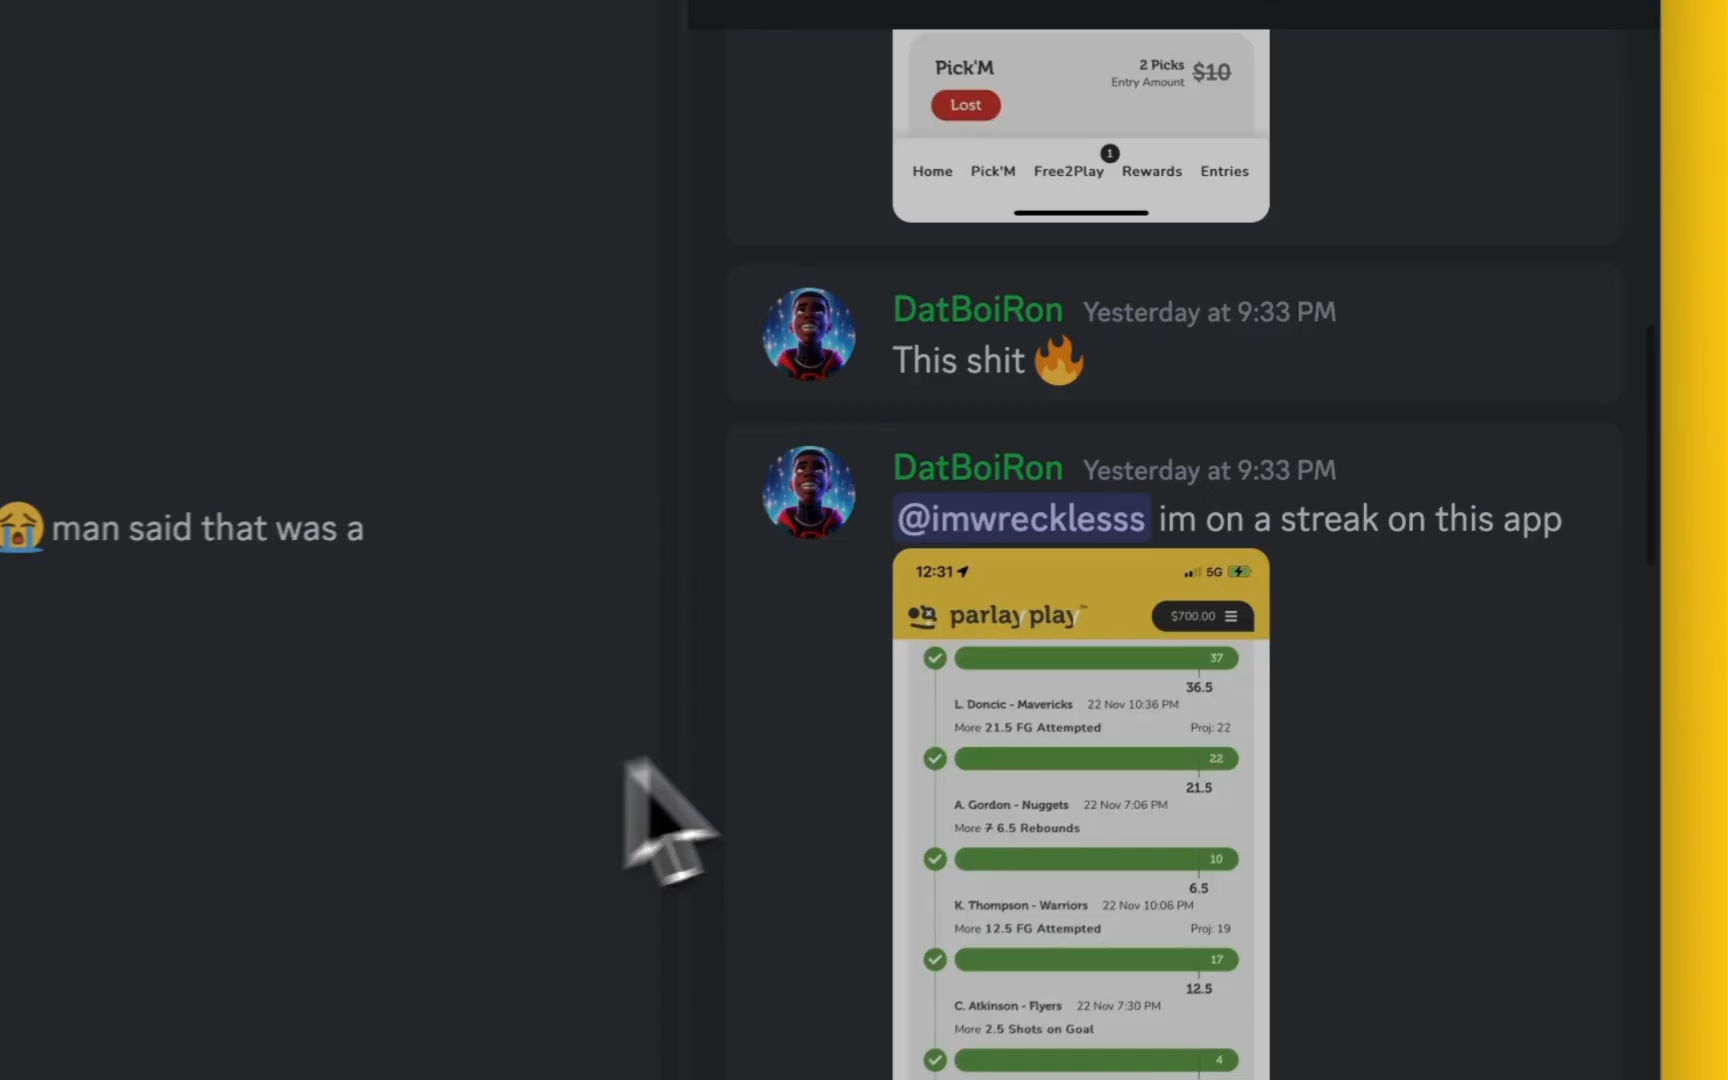 Pick'M
2 Picks
Entry Amount
$10
Lost
1
Home Pick'M Free2Play Rewards Entries
DatBoiRon Yesterday at 9:33 PM
This shit 🔥
DatBoiRon Yesterday at 9:33 PM
@imwrecklesss im on a streak on this app
😭 man said that was a
12:31 5G
parlay play™ $700.00
37
36.5
L. Doncic - Mavericks 22 Nov 10:36 PM
More 21.5 FG Attempted Proj: 22
22
21.5
A. Gordon - Nuggets 22 Nov 7:06 PM
More 7 6.5 Rebounds
10
6.5
K. Thompson - Warriors 22 Nov 10:06 PM
More 12.5 FG Attempted Proj: 19
17
12.5
C. Atkinson - Flyers 22 Nov 7:30 PM
More 2.5 Shots on Goal
4